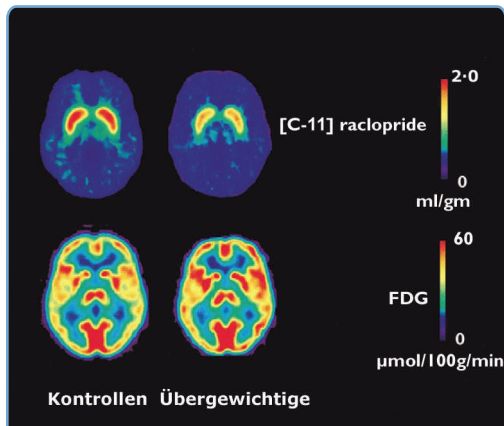 2·0
[C-11] raclopride
0
ml/gm
60
FDG
0
μmol/100g/min
Kontrollen Übergewichtige